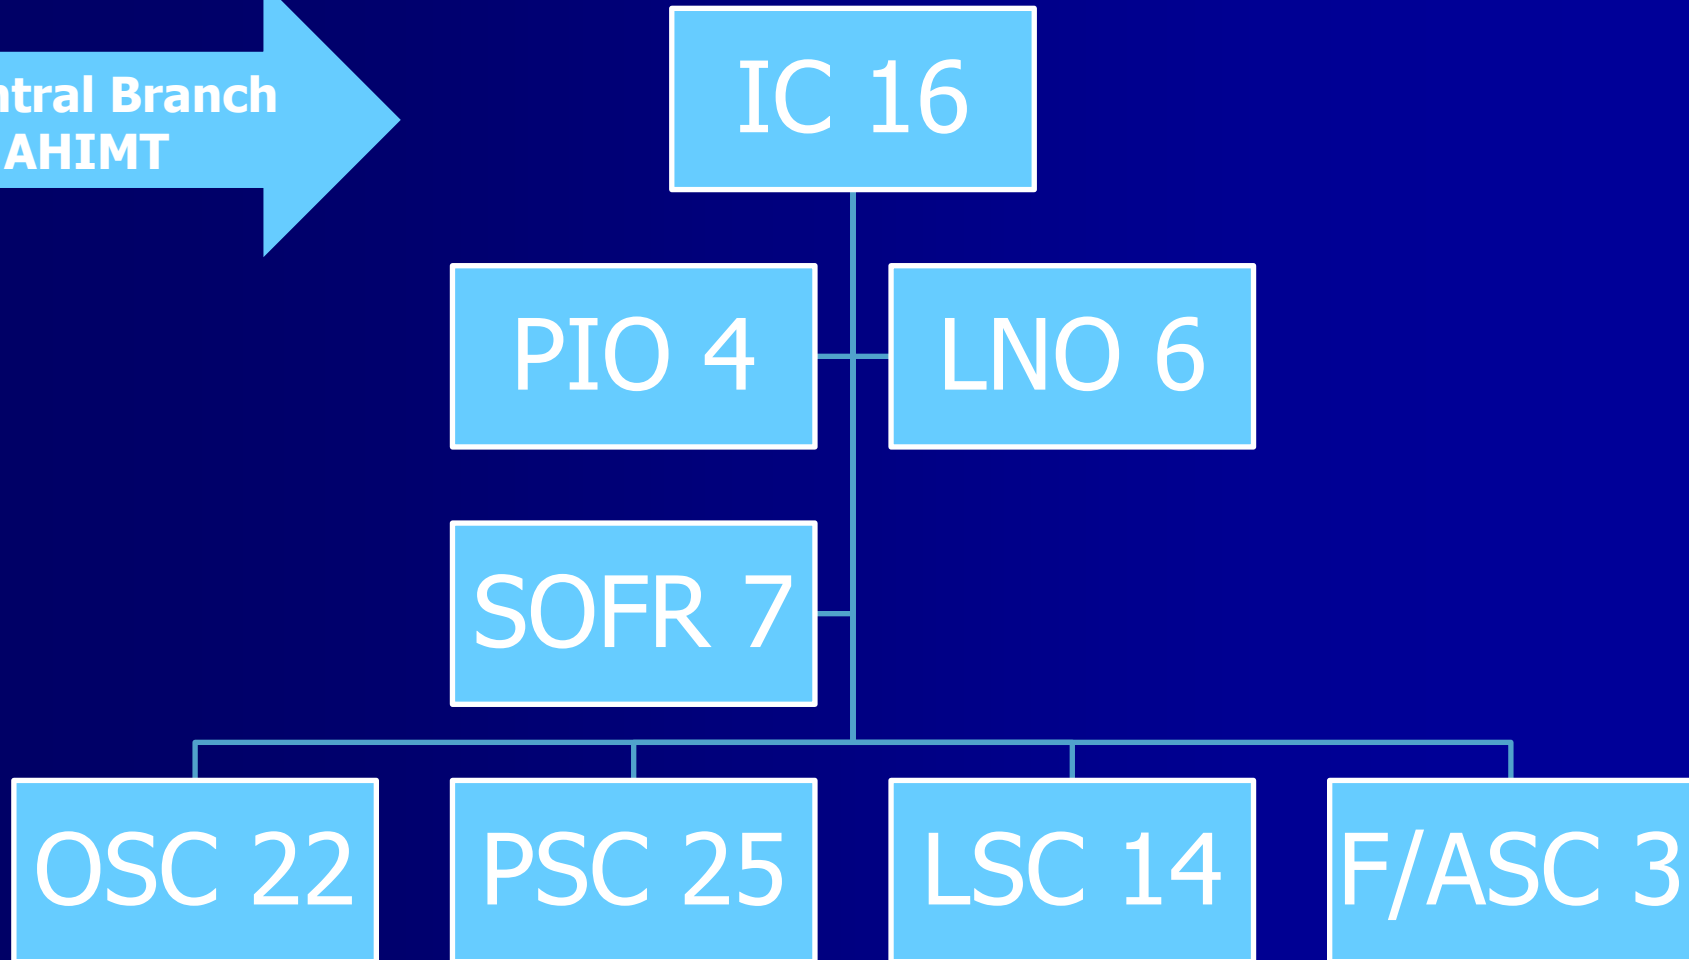 ntral Branch
AHIMT
IC 16
PIO 4
LNO 6
SOFR 7
OSC 22
PSC 25
LSC 14
F/ASC 3